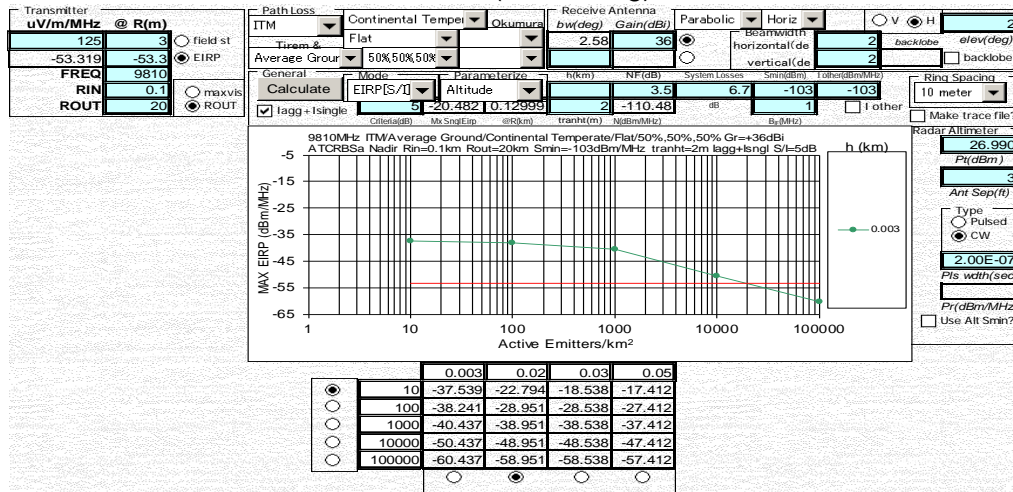 Transmitter
uV/m/MHz @ R(m)
125 3 field st
-53.319 -53.3 EIRP
FREQ 9810
RIN 0.1 maxvis
ROUT 20 ROUT
Path Loss
ITM Continental Temper Okumura
Flat
Tirem &
Average Groun 50%,50%,50%
Receive Antenna
bw(deg) Gain(dBi) Parabolic Horiz V H 2
2.58 36 Beamwidth
horizontal(de 2 backlobe elev(deg)
vertical(de 2 backlobe
General Mode Parameterize h(km) NF(dB) System Losses Smin(dBm) I other(dBm/MHz) Ring Spacing
Calculate EIRP[S/I] Altitude 3.5 6.7 -103 -103 10 meter
Iagg+Isingle 5 -20.482 0.12999 2 -110.48 dB 1 I other
Criteria(dB) Mx SnglEirp @R(km) tranht(m) N(dBm/MHz) BIF(MHz) Make trace file?
9810MHz ITM/Average Ground/Continental Temperate/Flat/50%,50%,50% Gr=+36dBi
ATCRBSa Nadir Rin=0.1km Rout=20km Smin=-103dBm/MHz tranht=2m Iagg+Isngl S/I=5dB
h (km)
0.003
MAX EIRP (dBm/MHz)
-5
-15
-25
-35
-45
-55
-65
1 10 100 1000 10000 100000
Active Emitters/km²
Radar Altimeter
26.990
Pt(dBm)
3
Ant Sep(ft)
Type
Pulsed
CW
2.00E-07
Pls wdth(sec
Pr(dBm/MHz
Use Alt Smin?
0.003 0.02 0.03 0.05
10 -37.539 -22.794 -18.538 -17.412
100 -38.241 -28.951 -28.538 -27.412
1000 -40.437 -38.951 -38.538 -37.412
10000 -50.437 -48.951 -48.538 -47.412
100000 -60.437 -58.951 -58.538 -57.412